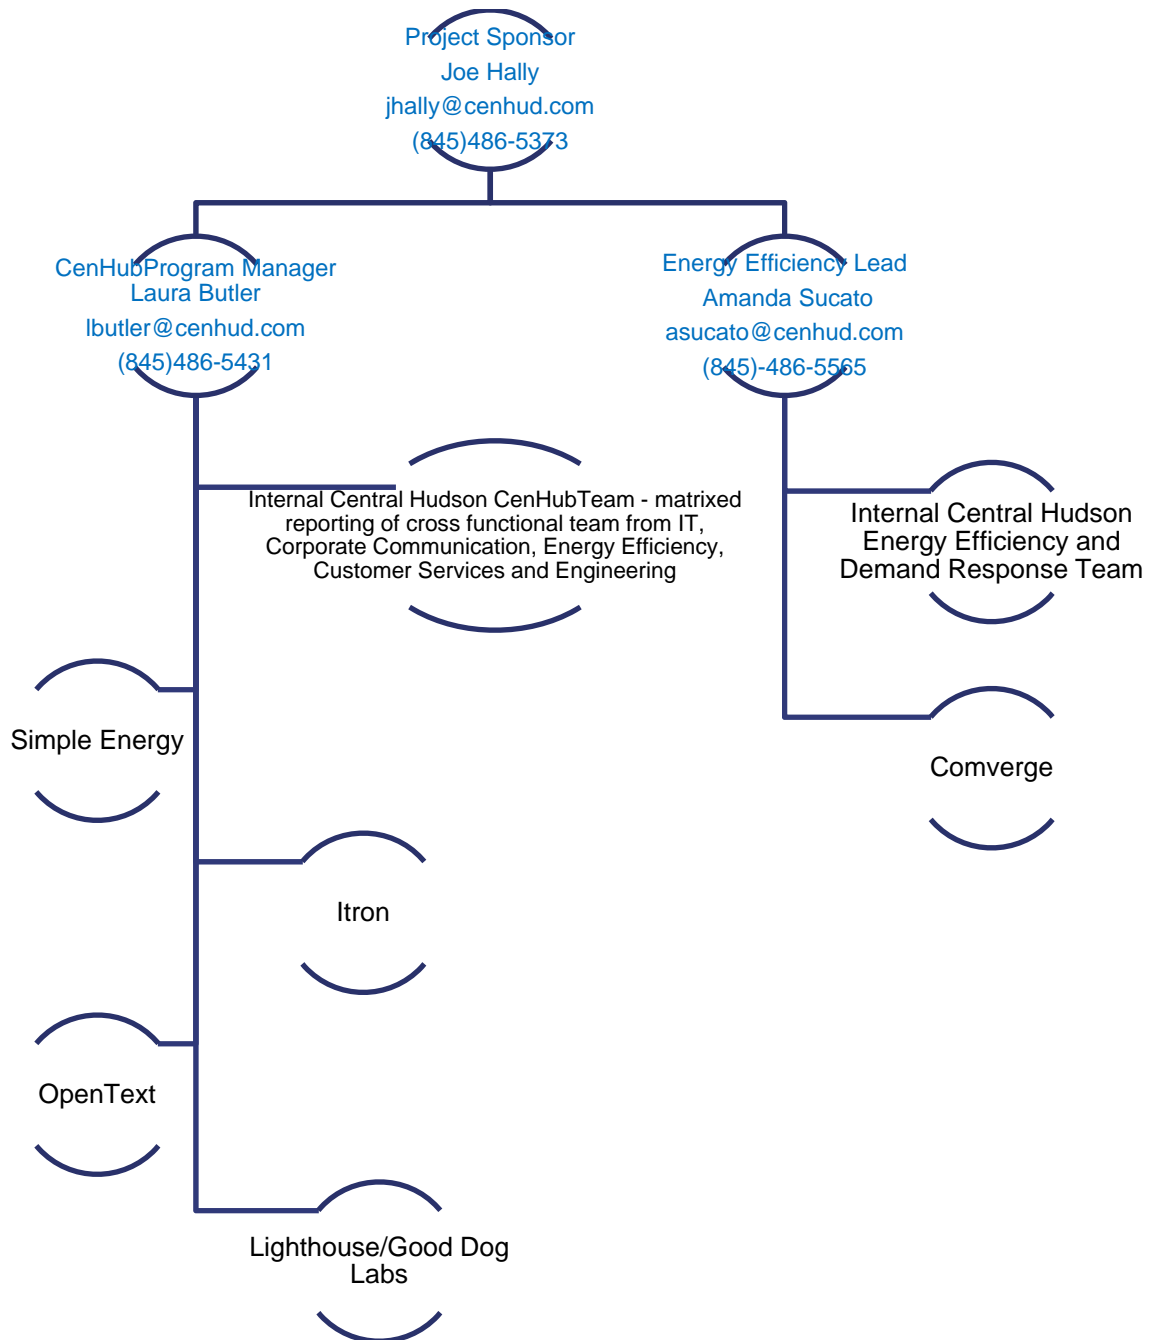 Project Sponsor
Joe Hally
jhally@cenhud.com
(845)486-5373
CenHubProgram Manager
Laura Butler
lbutler@cenhud.com
(845)486-5431
Energy Efficiency Lead
Amanda Sucato
asucato@cenhud.com
(845)-486-5565
Internal Central Hudson CenHubTeam - matrixed
reporting of cross functional team from IT,
Corporate Communication, Energy Efficiency,
Customer Services and Engineering
Internal Central Hudson
Energy Efficiency and
Demand Response Team
Simple Energy
Comverge
Itron
OpenText
Lighthouse/Good Dog
Labs